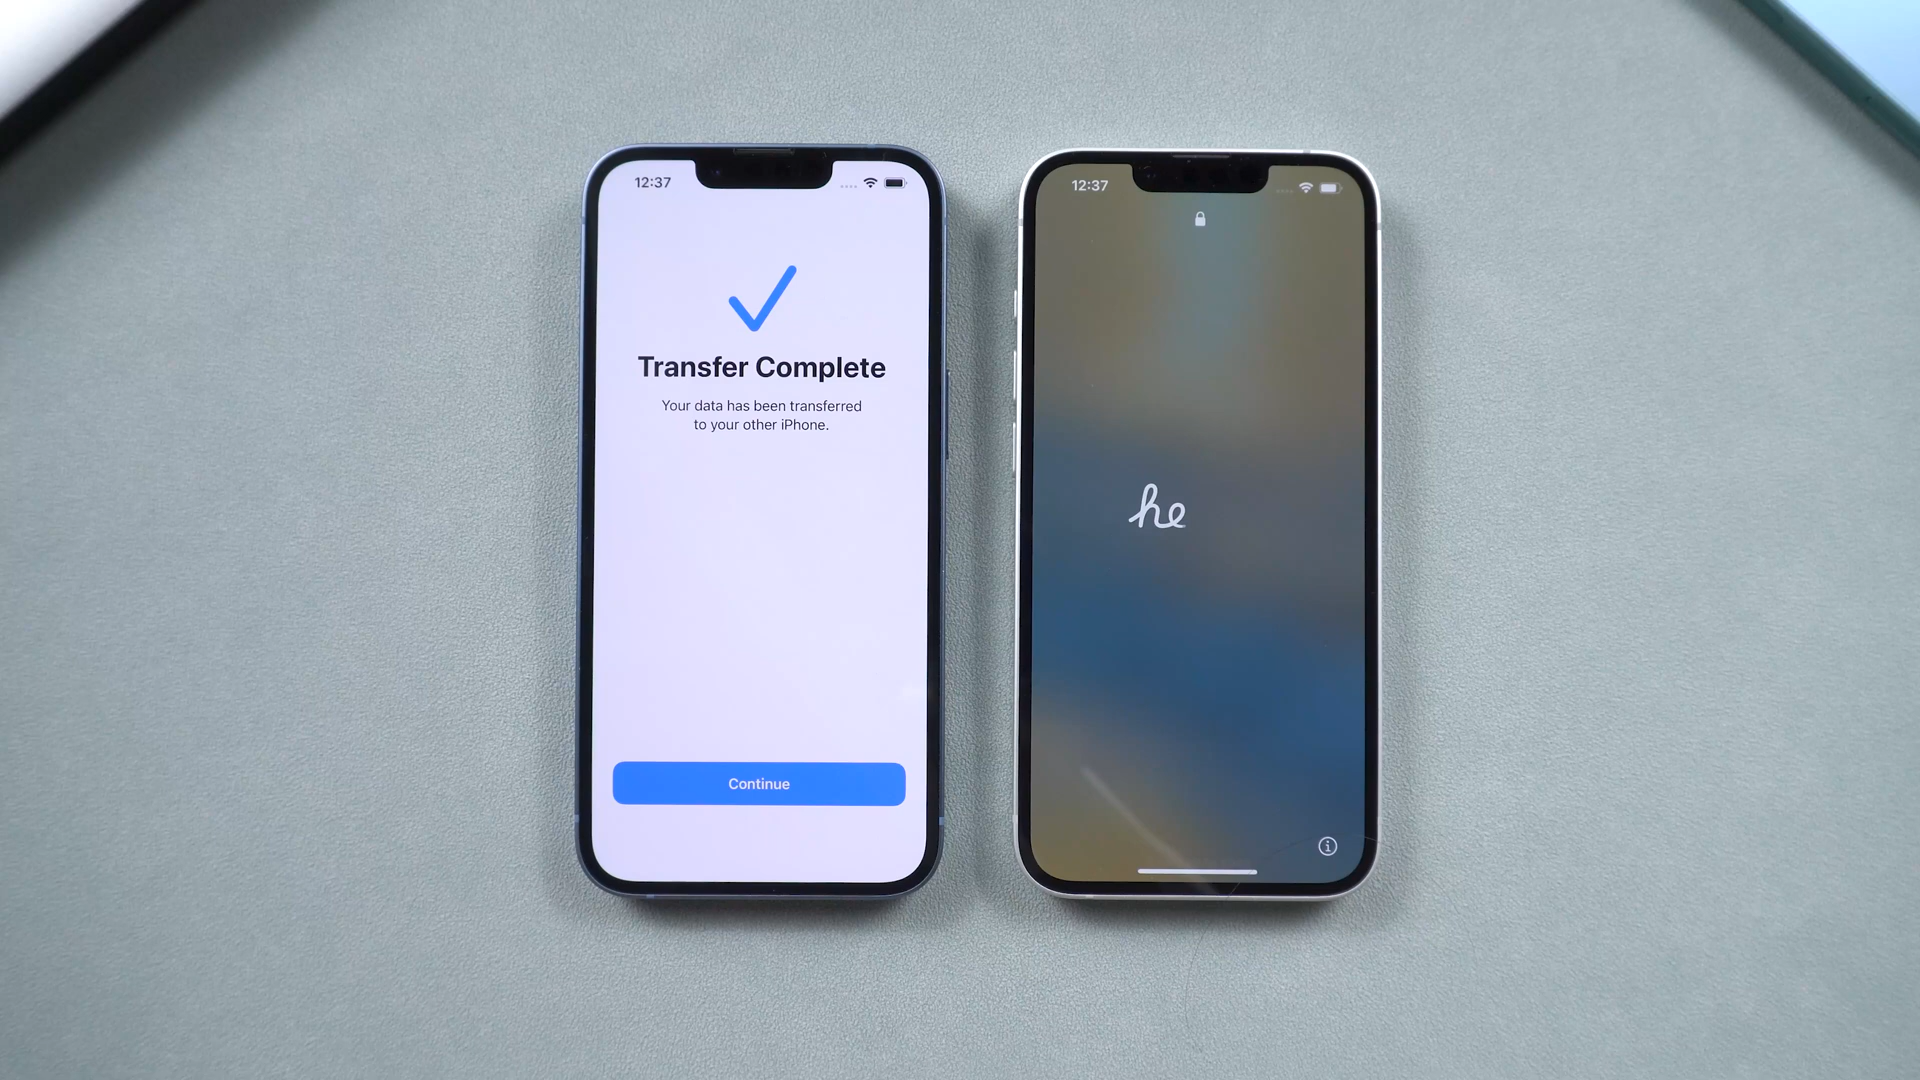 12:37
Transfer Complete
Your data has been transferred
to your other iPhone.
Continue
12:37
he